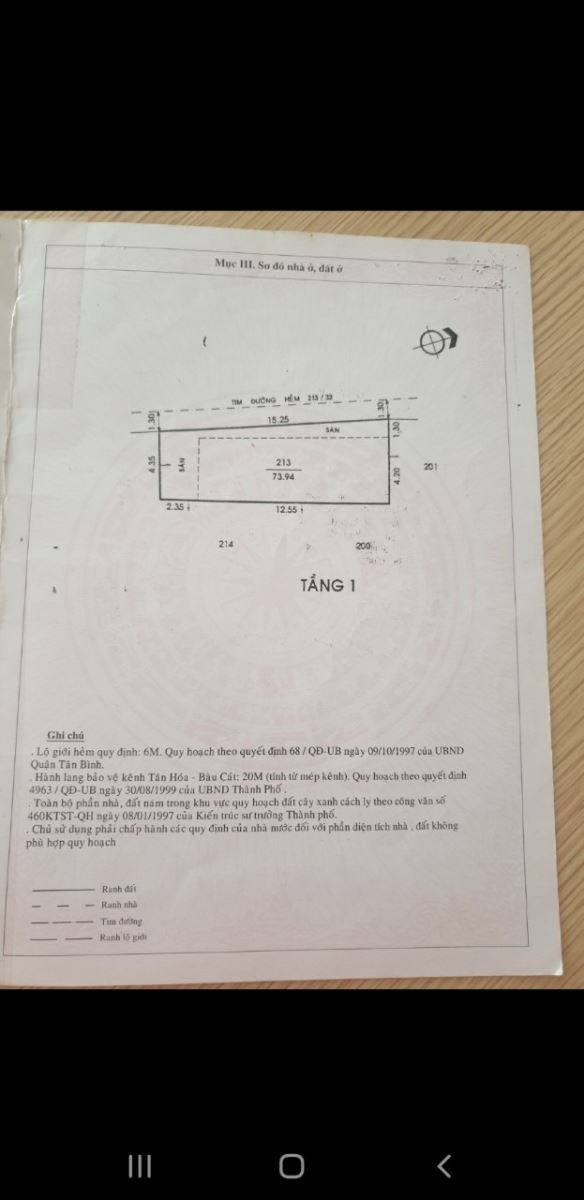 Mục III. Sơ đồ nhà ở, đất ở
TIM ĐƯỜNG HẺM 213/33
1.30
15.25
1.30
SÂN
1.30
4.35
SÂN
213
73.94
4.20
201
2.35
12.55
214
200
TẦNG 1
Ghi chú
. Lộ giới hẻm quy định: 6M. Quy hoạch theo quyết định 68 / QĐ-UB ngày 09/10/1997 của UBND
Quận Tân Bình.
. Hành lang bảo vệ kênh Tân Hóa - Bàu Cát: 20M (tính từ mép kênh). Quy hoạch theo quyết định
4963 / QĐ-UB ngày 30/08/1999 của UBND Thành Phố .
. Toàn bộ phần nhà, đất nằm trong khu vực quy hoạch đất cây xanh cách ly theo công văn số
460KTST-QH ngày 08/01/1997 của Kiến trúc sư trưởng Thành phố.
. Chủ sử dụng phải chấp hành các quy định của nhà nước đối với phần diện tích nhà , đất không
phù hợp quy hoạch
Ranh đất
Ranh nhà
Tim đường
Ranh lộ giới